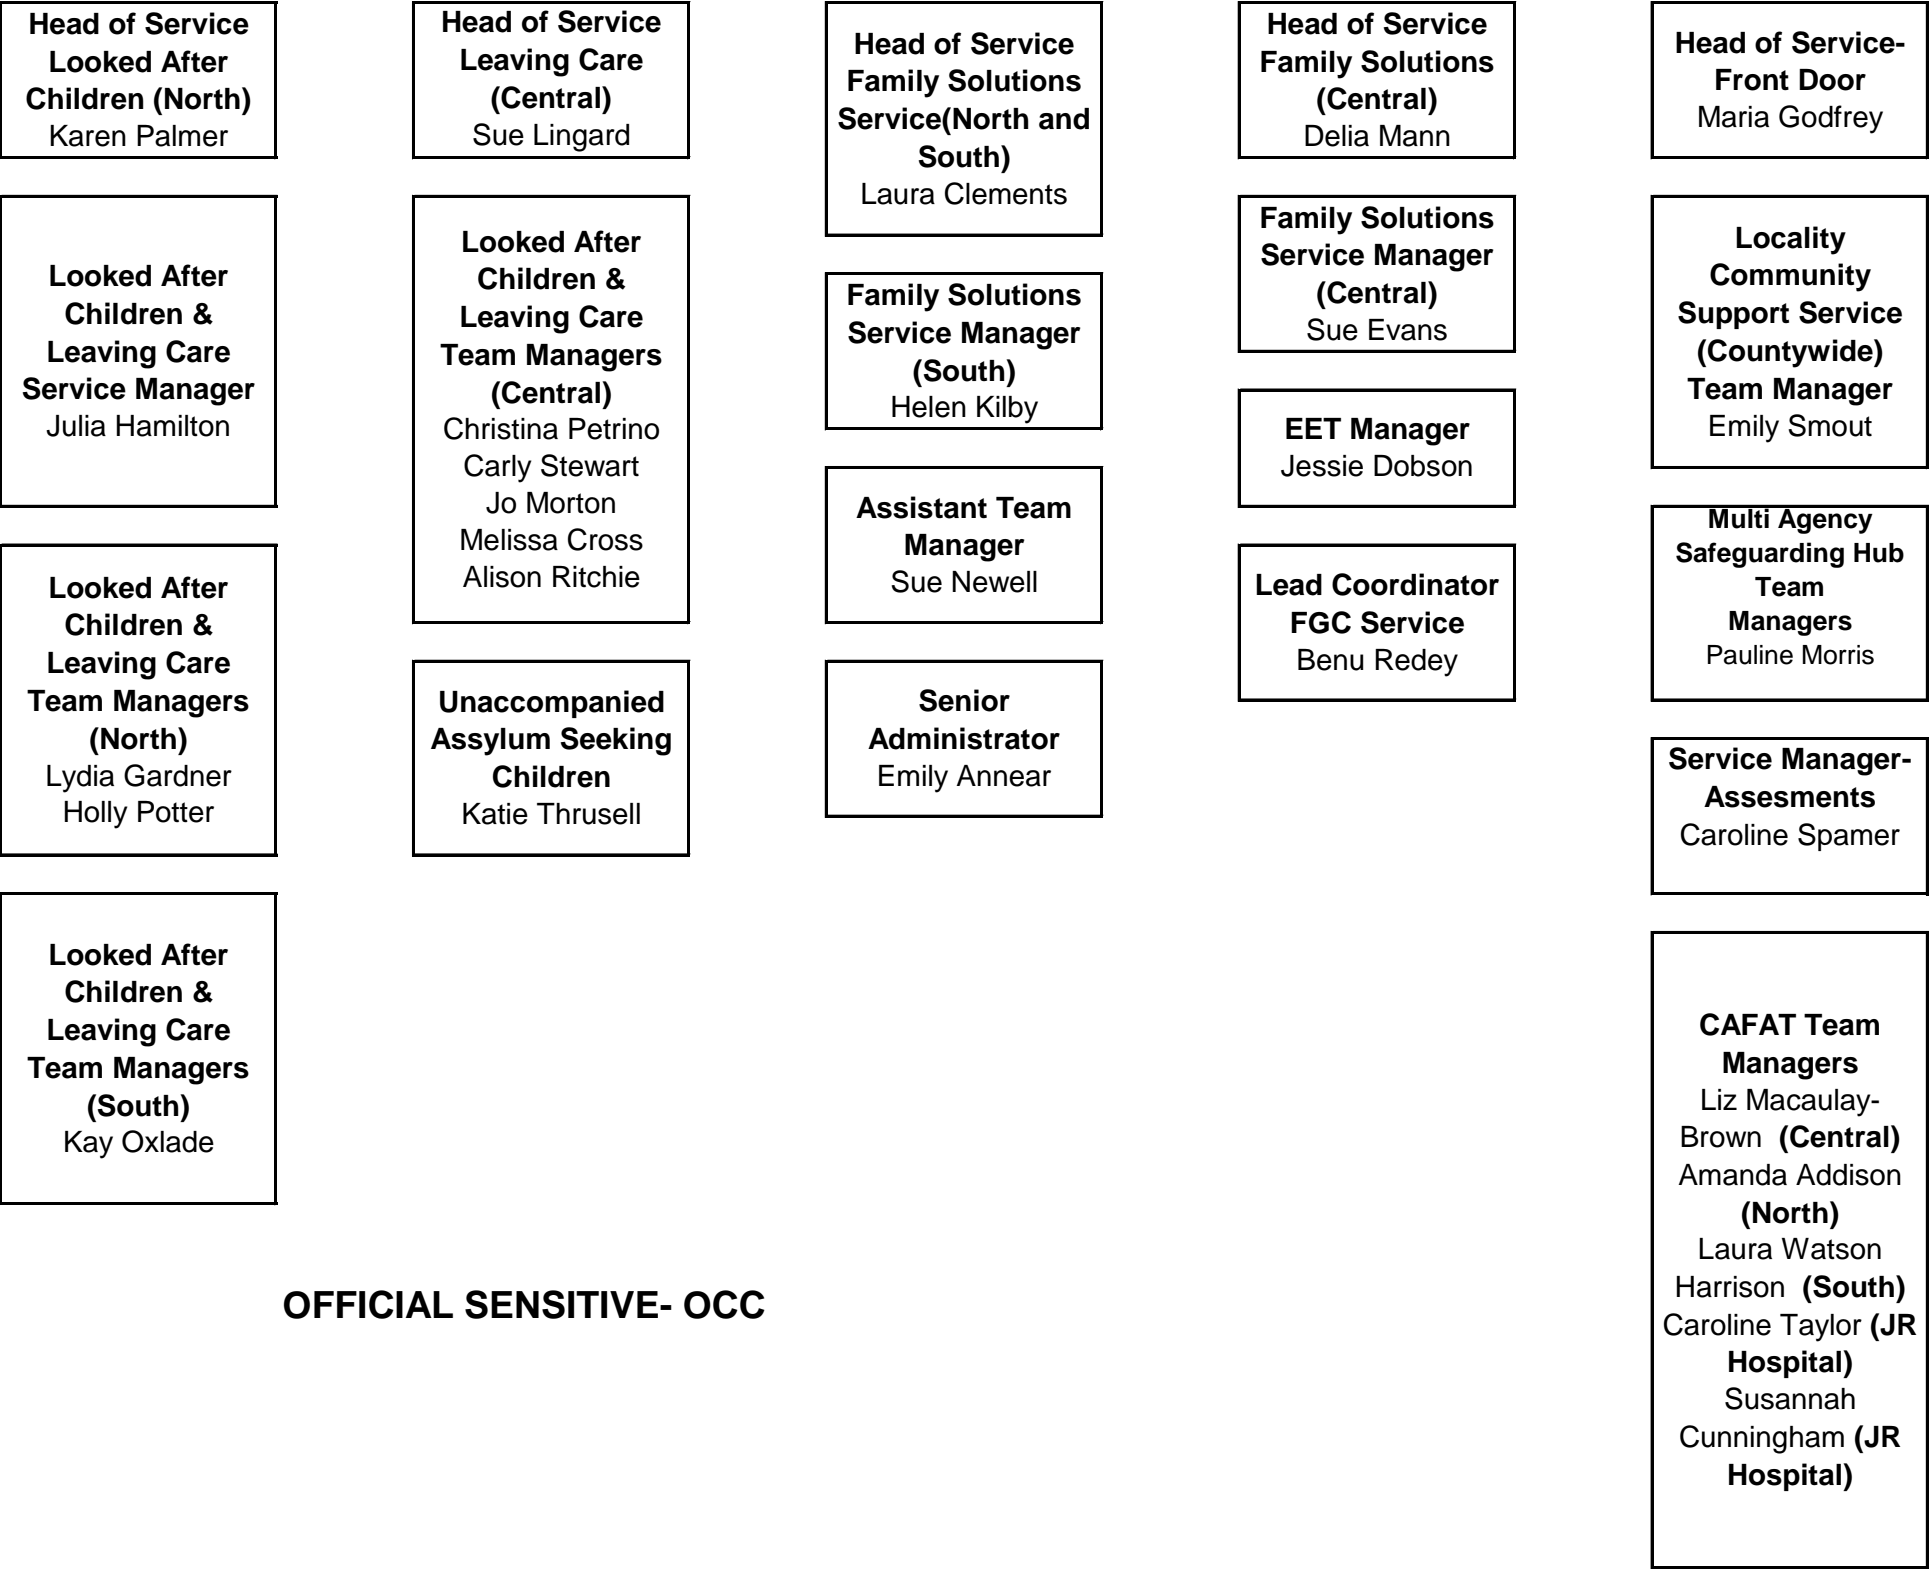 Head of Service
Looked After
Children (North)
Karen Palmer
Looked After
Children &
Leaving Care
Service Manager
Julia Hamilton
Looked After
Children &
Leaving Care
Team Managers
(North)
Lydia Gardner
Holly Potter
Looked After
Children &
Leaving Care
Team Managers
(South)
Kay Oxlade
Head of Service
Leaving Care
(Central)
Sue Lingard
Looked After
Children &
Leaving Care
Team Managers
(Central)
Christina Petrino
Carly Stewart
Jo Morton
Melissa Cross
Alison Ritchie
Unaccompanied
Assylum Seeking
Children
Katie Thrusell
Head of Service
Family Solutions
Service(North and
South)
Laura Clements
Family Solutions
Service Manager
(South)
Helen Kilby
Assistant Team
Manager
Sue Newell
Senior
Administrator
Emily Annear
Head of Service
Family Solutions
(Central)
Delia Mann
Family Solutions
Service Manager
(Central)
Sue Evans
EET Manager
Jessie Dobson
Lead Coordinator
FGC Service
Benu Redey
Head of Service-
Front Door
Maria Godfrey
Locality
Community
Support Service
(Countywide)
Team Manager
Emily Smout
Multi Agency
Safeguarding Hub
Team
Managers
Pauline Morris
Service Manager-
Assesments
Caroline Spamer
CAFAT Team
Managers
Liz Macaulay-
Brown  (Central)
Amanda Addison
(North)
Laura Watson
Harrison  (South)
Caroline Taylor (JR
Hospital)
Susannah
Cunningham (JR
Hospital)
OFFICIAL SENSITIVE- OCC